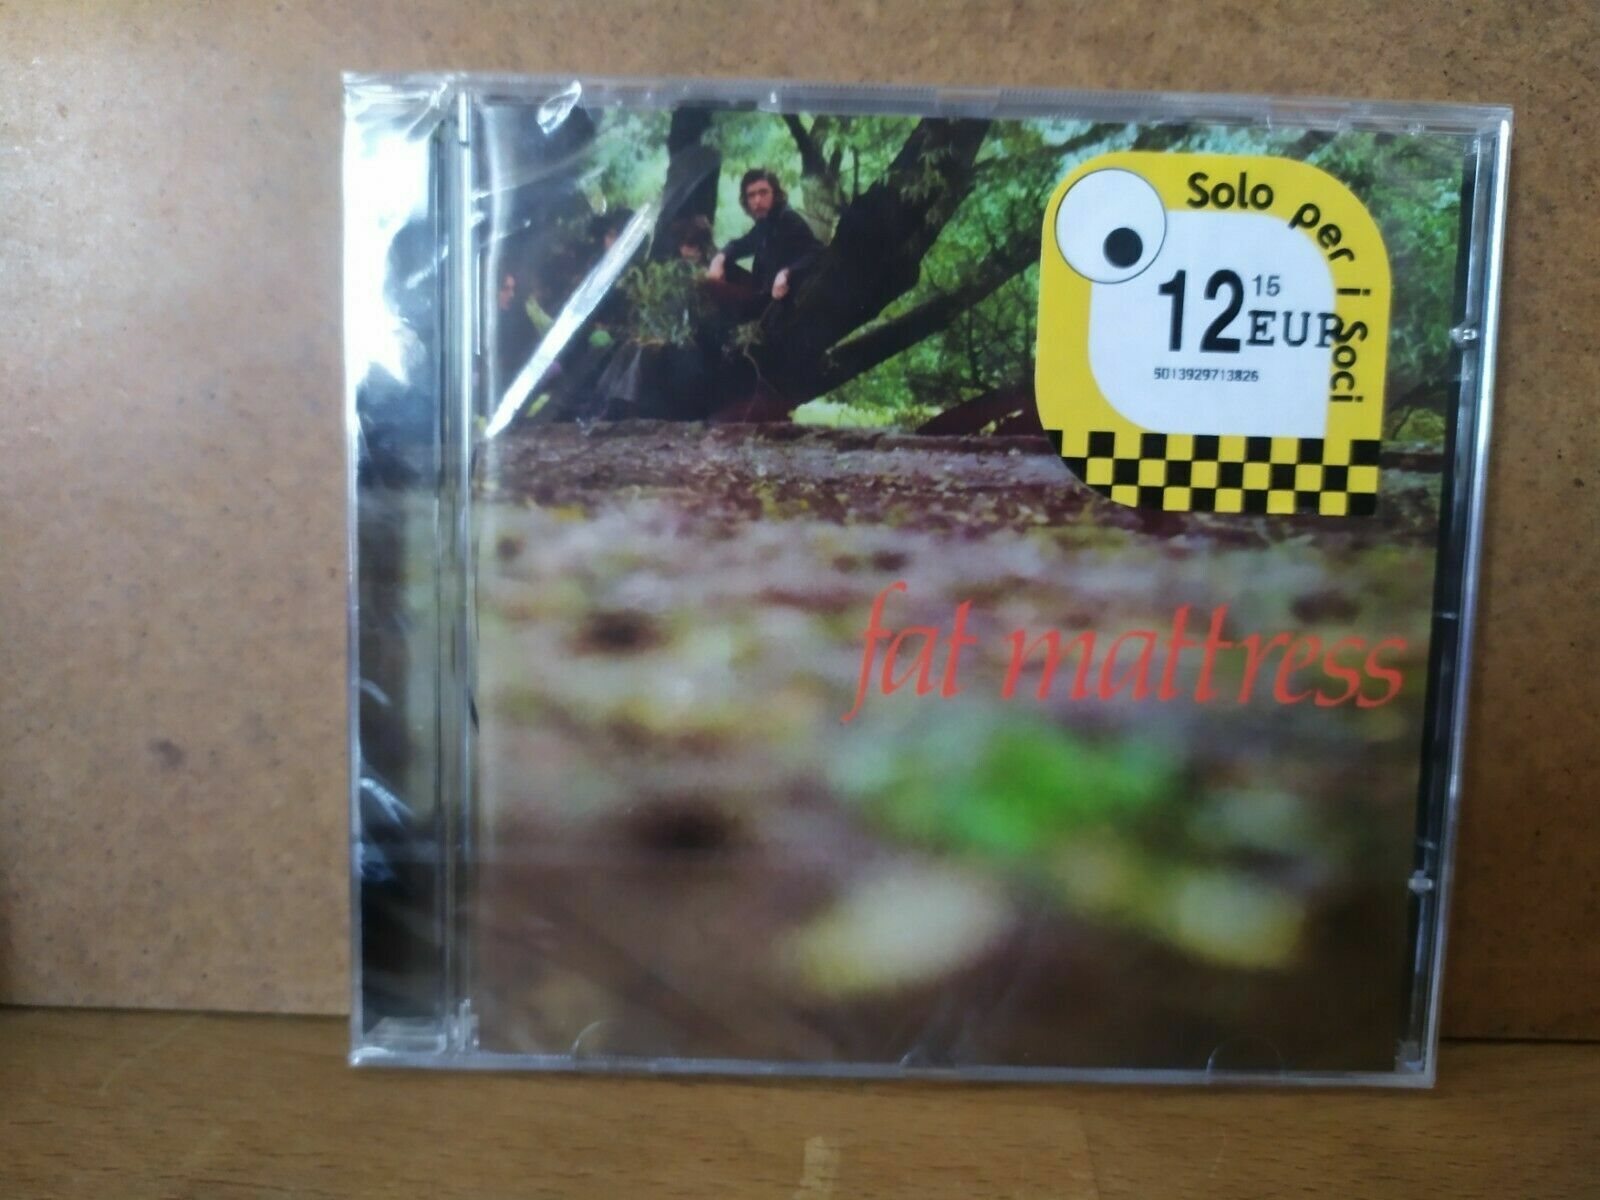 Solo per i Soci
12 15 EUR
5013929713826
fat mattress